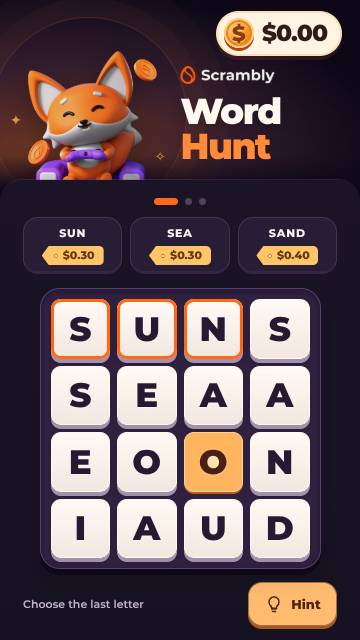 $0.00
Scrambly
Word
Hunt
SUN SEA SAND
$0.30 $0.30 $0.40
S U N S
S E A A
E O O N
I A U D
Choose the last letter
Hint